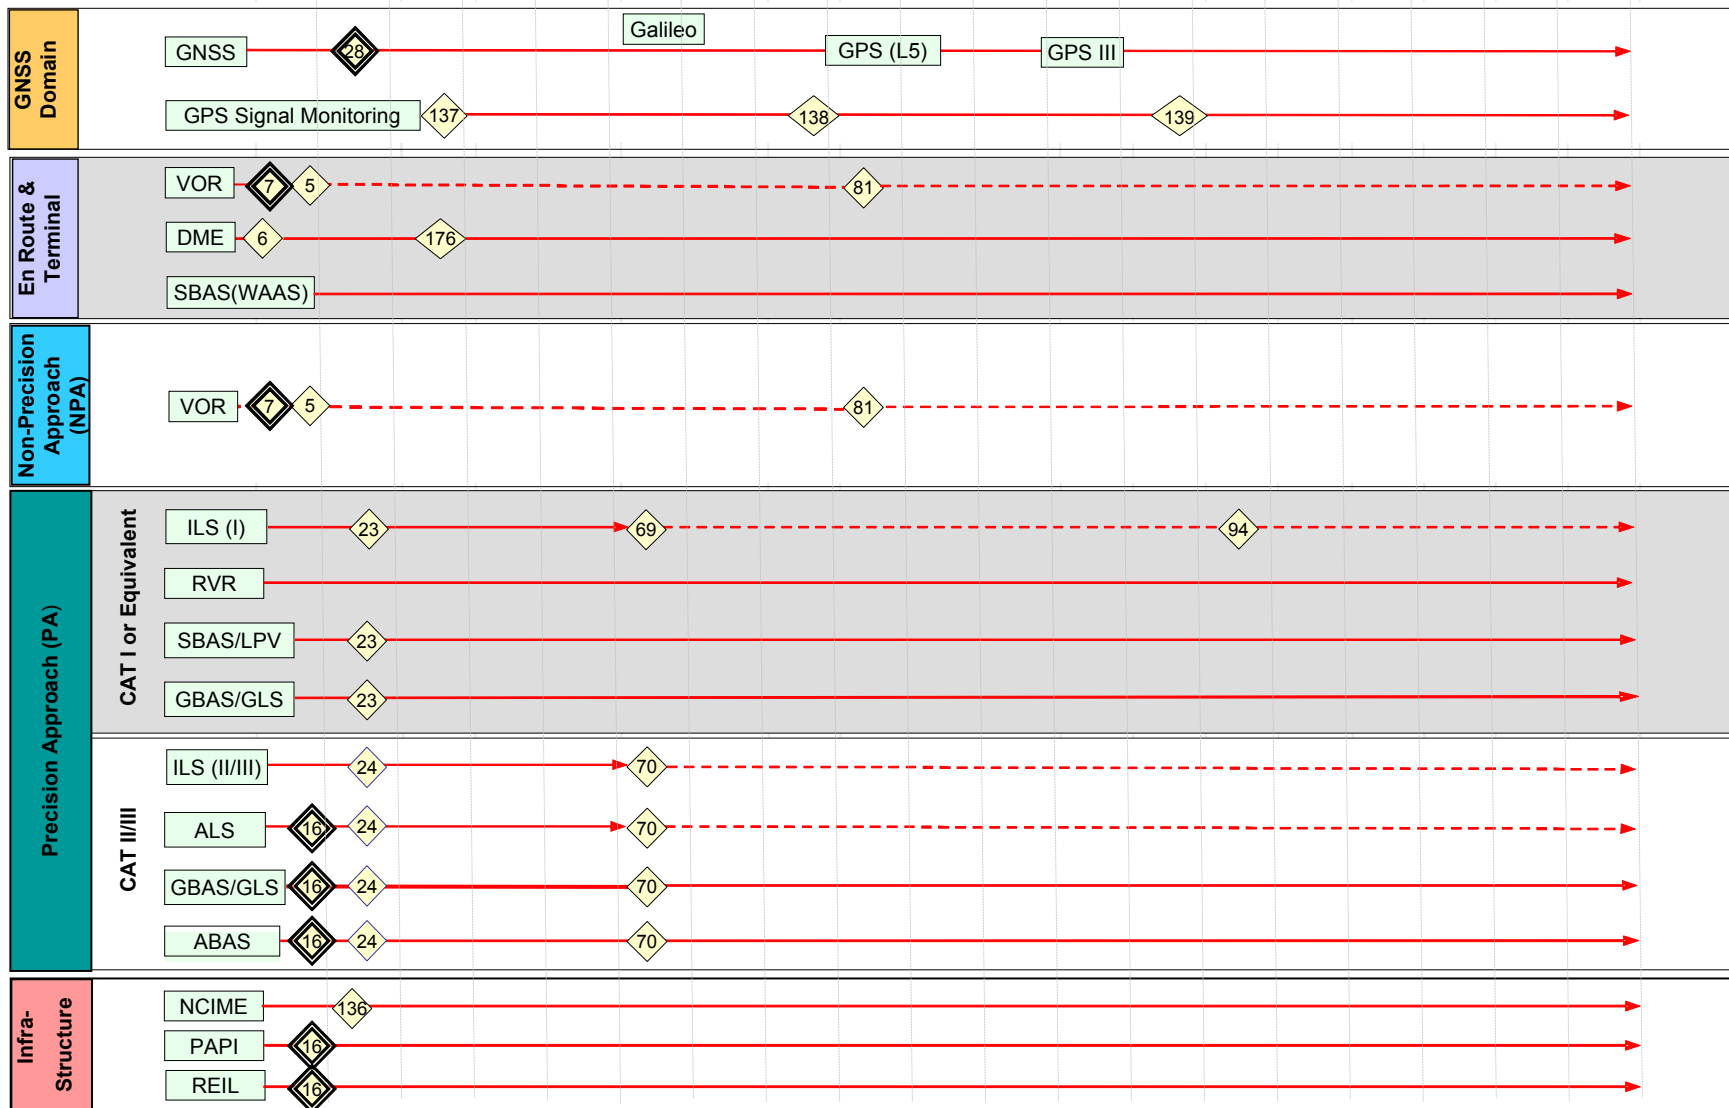 GNSS
Domain
GNSS
28
Galileo
GPS (L5)
GPS III
GPS Signal Monitoring
137
138
139
En Route &
Terminal
VOR
7
5
81
DME
6
176
SBAS(WAAS)
Non-Precision
Approach
(NPA)
VOR
7
5
81
Precision Approach (PA)
CAT I or Equivalent
ILS (I)
23
69
94
RVR
SBAS/LPV
23
GBAS/GLS
23
CAT II/III
ILS (II/III)
24
70
ALS
16
24
70
GBAS/GLS
16
24
70
ABAS
16
24
70
Infra-
Structure
NCIME
136
PAPI
16
REIL
16